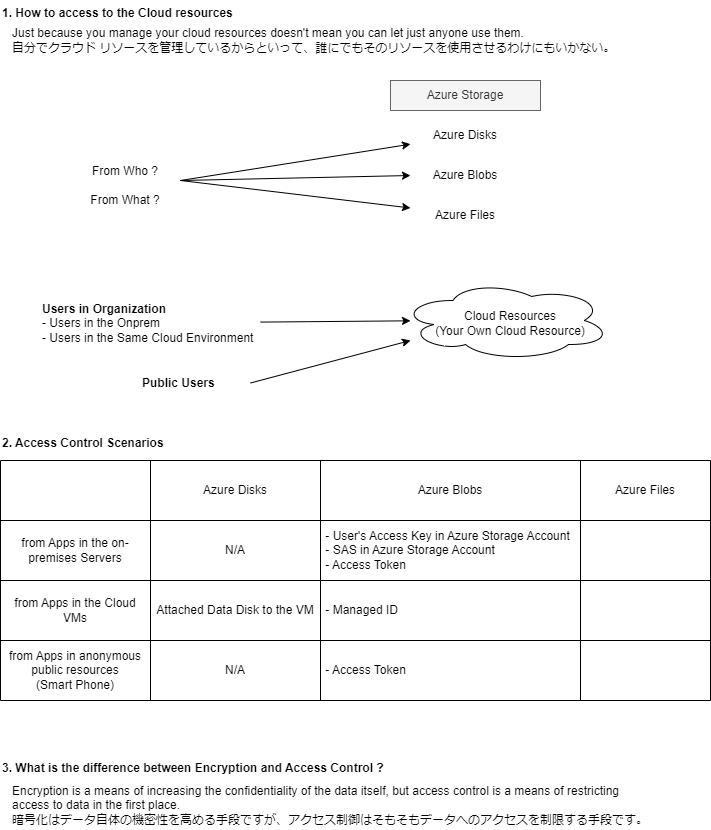 1. How to access to the Cloud resources
Just because you manage your cloud resources doesn't mean you can let just anyone use them.
自分でクラウド リソースを管理しているからといって、誰にでもそのリソースを使用させるわけにもいかない。
Azure Storage
Azure Disks
From Who ?
Azure Blobs
From What ?
Azure Files
Users in Organization
- Users in the Onprem
- Users in the Same Cloud Environment
Cloud Resources
(Your Own Cloud Resource)
Public Users
2. Access Control Scenarios
Azure Disks
Azure Blobs
Azure Files
from Apps in the on-
premises Servers
N/A
- User's Access Key in Azure Storage Account
- SAS in Azure Storage Account
- Access Token
from Apps in the Cloud
VMs
Attached Data Disk to the VM
- Managed ID
from Apps in anonymous
public resources
(Smart Phone)
N/A
- Access Token
3. What is the difference between Encryption and Access Control ?
Encryption is a means of increasing the confidentiality of the data itself, but access control is a means of restricting
access to data in the first place.
暗号化はデータ自体の機密性を高める手段ですが、アクセス制御はそもそもデータへのアクセスを制限する手段です。